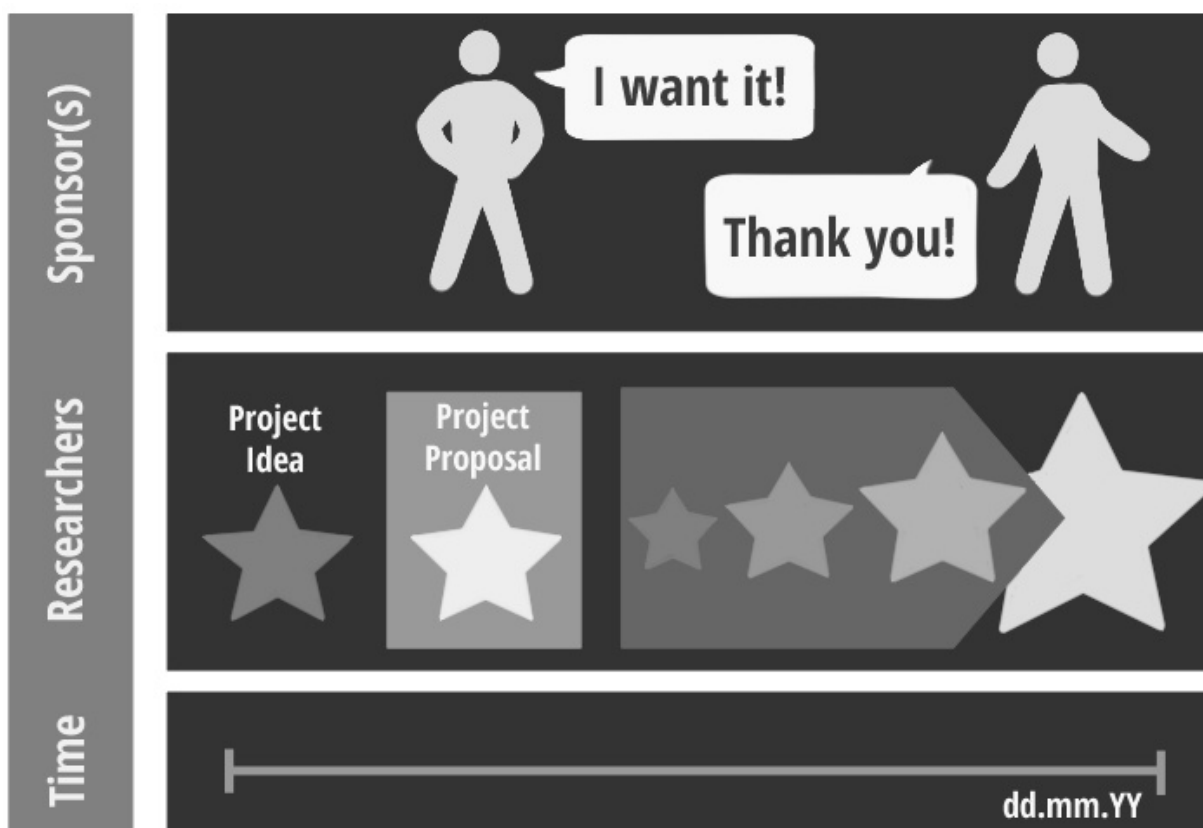 Sponsor(s)
I want it!
Thank you!
Researchers
Project
Idea
Project
Proposal
Time
dd.mm.YY